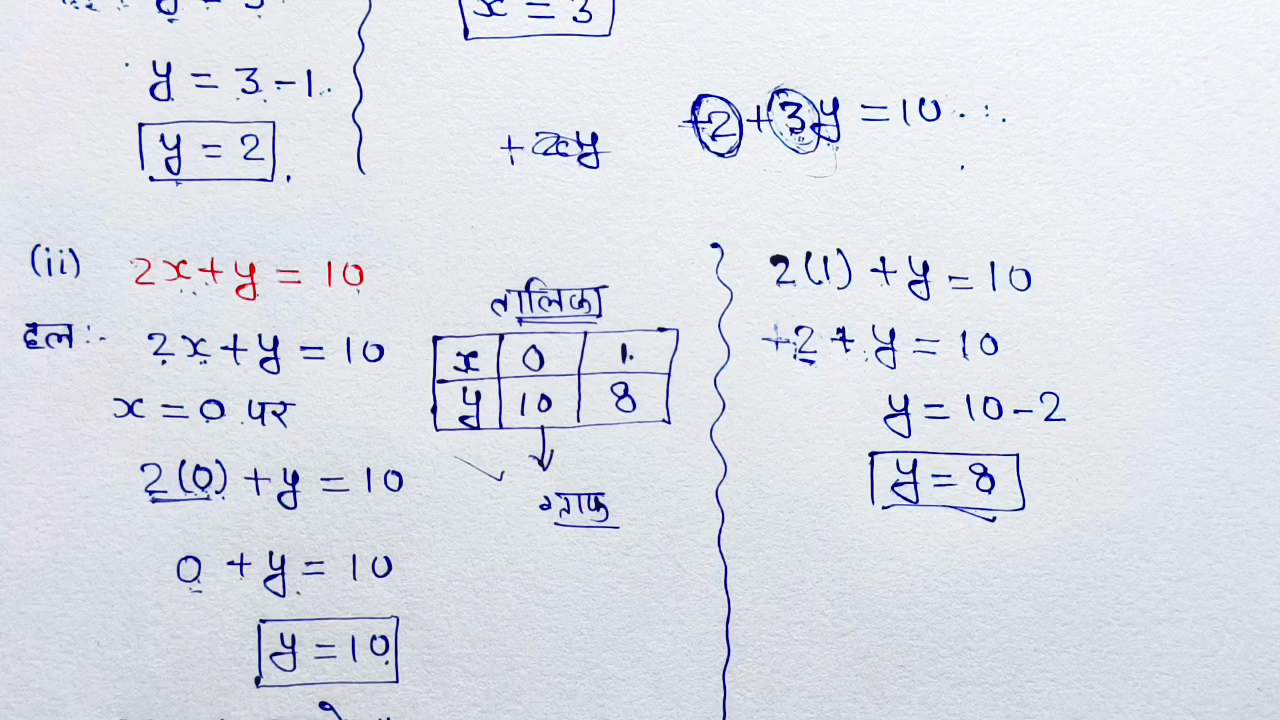 y = 3 - 1
y = 2
x = 3
+2xy
+2 + 3y = 10
(ii) 2x + y = 10
हल :- 2x + y = 10
x = 0 पर
2(0) + y = 10
0 + y = 10
y = 10
तालिका
x 0 1
y 10 8
ग्राफ
2(1) + y = 10
+2 + y = 10
y = 10 - 2
y = 8